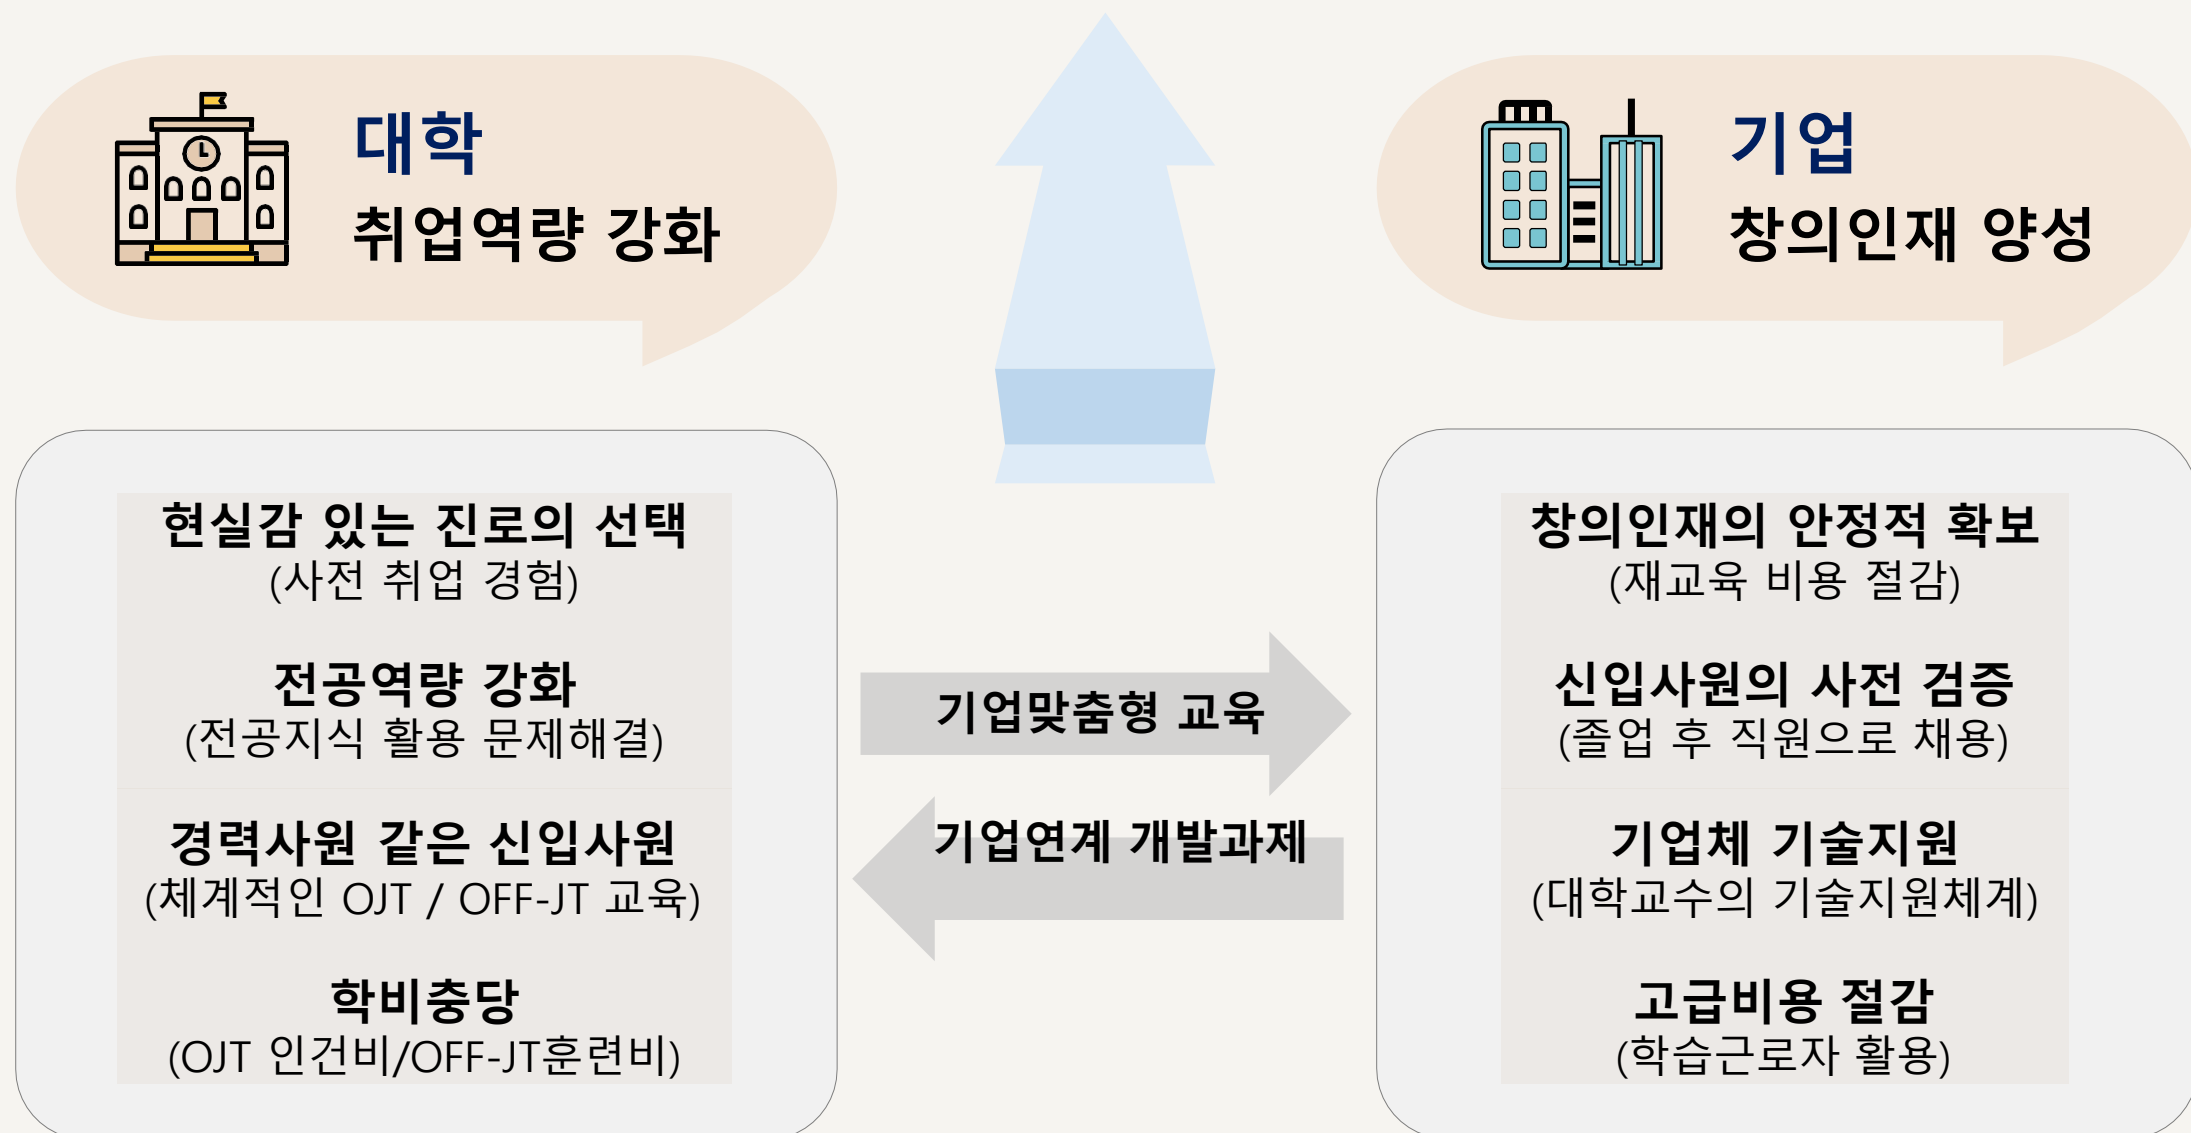 대학
취업역량 강화
현실감 있는 진로의 선택
(사전 취업 경험)
전공역량 강화
(전공지식 활용 문제해결)
경력사원 같은 신입사원
(체계적인 OJT / OFF-JT 교육)
학비충당
(OJT 인건비/OFF-JT훈련비)
기업맞춤형 교육
기업연계 개발과제
기업
창의인재 양성
창의인재의 안정적 확보
(재교육 비용 절감)
신입사원의 사전 검증
(졸업 후 직원으로 채용)
기업체 기술지원
(대학교수의 기술지원체계)
고급비용 절감
(학습근로자 활용)